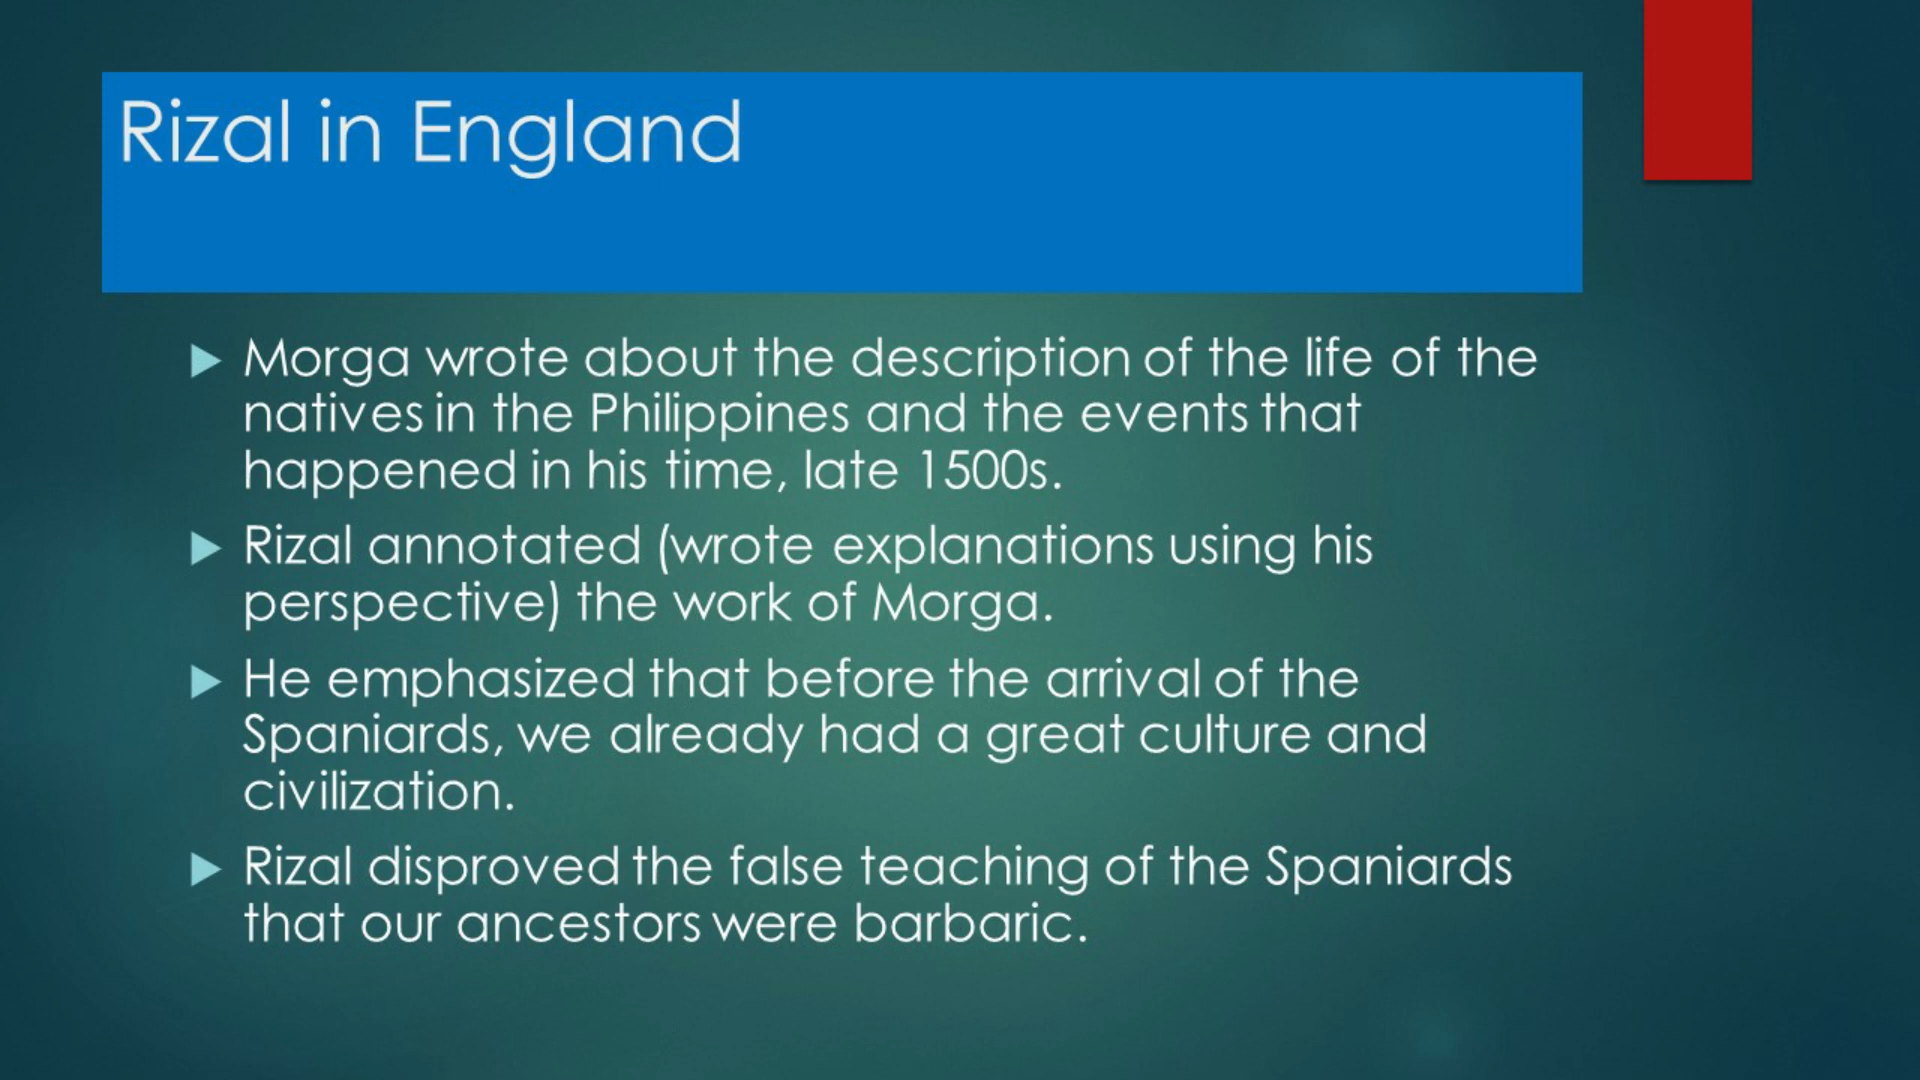 Rizal in England
Morga wrote about the description of the life of the
natives in the Philippines and the events that
happened in his time, late 1500s.
Rizal annotated (wrote explanations using his
perspective) the work of Morga.
He emphasized that before the arrival of the
Spaniards, we already had a great culture and
civilization.
Rizal disproved the false teaching of the Spaniards
that our ancestors were barbaric.